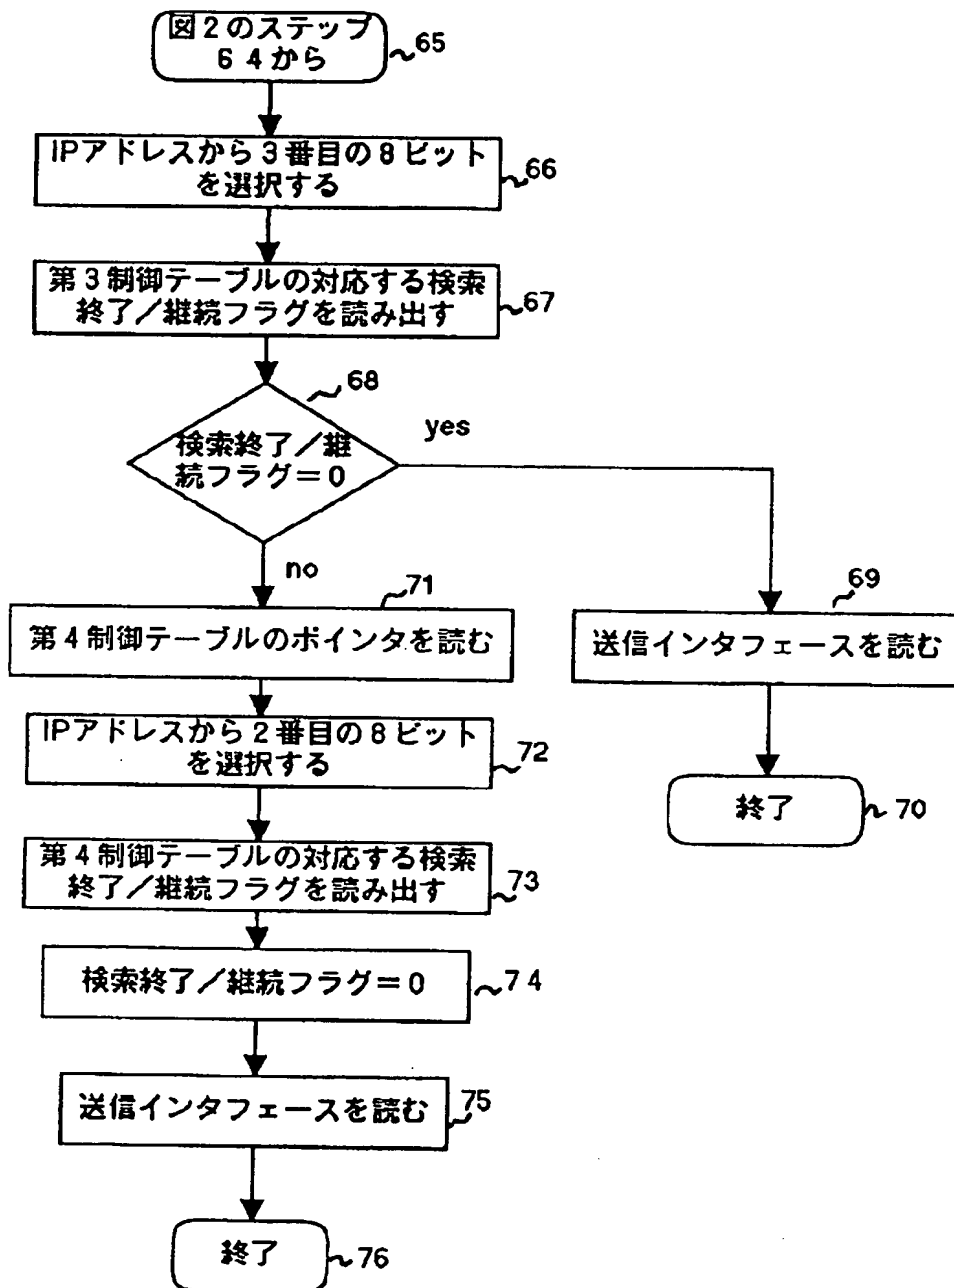 図2のステップ
64から
65
IPアドレスから3番目の8ビット
を選択する
66
第3制御テーブルの対応する検索
終了/継続フラグを読み出す
67
68
検索終了/継
続フラグ=0
yes
no
71
第4制御テーブルのポインタを読む
69
送信インタフェースを読む
IPアドレスから2番目の8ビット
を選択する
72
終了
70
第4制御テーブルの対応する検索
終了/継続フラグを読み出す
73
検索終了/継続フラグ=0
74
送信インタフェースを読む
75
終了
76